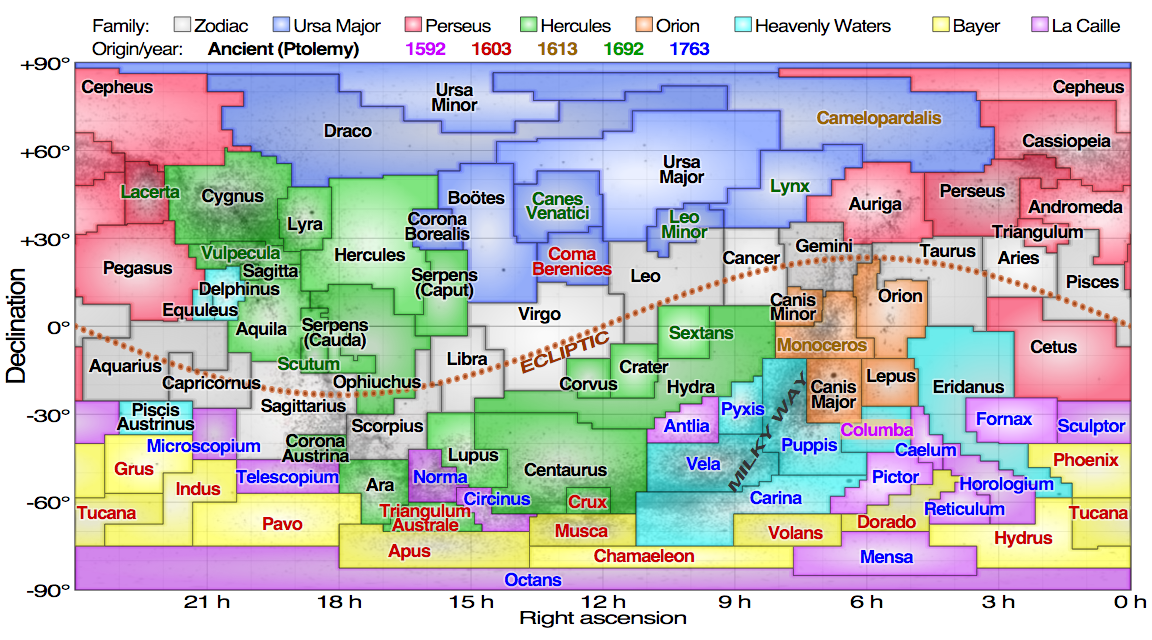 Family: Zodiac Ursa Major Perseus Hercules Orion Heavenly Waters Bayer La Caille
Origin/year: Ancient (Ptolemy) 1592 1603 1613 1692 1763
+90°
Cepheus
Ursa
Minor
Cepheus
Draco
Camelopardalis
Cassiopeia
+60°
Lacerta
Cygnus
Ursa
Major
Lynx
Perseus
Boötes
Canes
Venatici
Auriga
Andromeda
Lyra
Corona
Borealis
Leo
Minor
Triangulum
+30°
Vulpecula
Hercules
Coma
Berenices
Gemini
Taurus
Aries
Pegasus
Sagitta
Serpens
(Caput)
Leo
Cancer
Pisces
Delphinus
Equuleus
Virgo
Canis
Minor
Orion
0°
Aquila
Serpens
(Cauda)
Sextans
Monoceros
Cetus
ECLIPTIC
Aquarius
Scutum
Libra
Crater
Capricornus
Ophiuchus
Corvus
Hydra
Canis
Major
Lepus
Eridanus
MILKY WAY
-30°
Piscis
Austrinus
Sagittarius
Scorpius
Antlia
Pyxis
Columba
Fornax
Sculptor
Microscopium
Corona
Austrina
Lupus
Puppis
Caelum
Grus
Telescopium
Norma
Centaurus
Vela
Pictor
Phoenix
Indus
Ara
Circinus
Crux
Carina
Horologium
-60°
Tucana
Pavo
Triangulum
Australe
Musca
Volans
Dorado
Reticulum
Tucana
Apus
Chamaeleon
Mensa
Hydrus
Octans
-90°
Declination
21 h 18 h 15 h 12 h 9 h 6 h 3 h 0 h
Right ascension